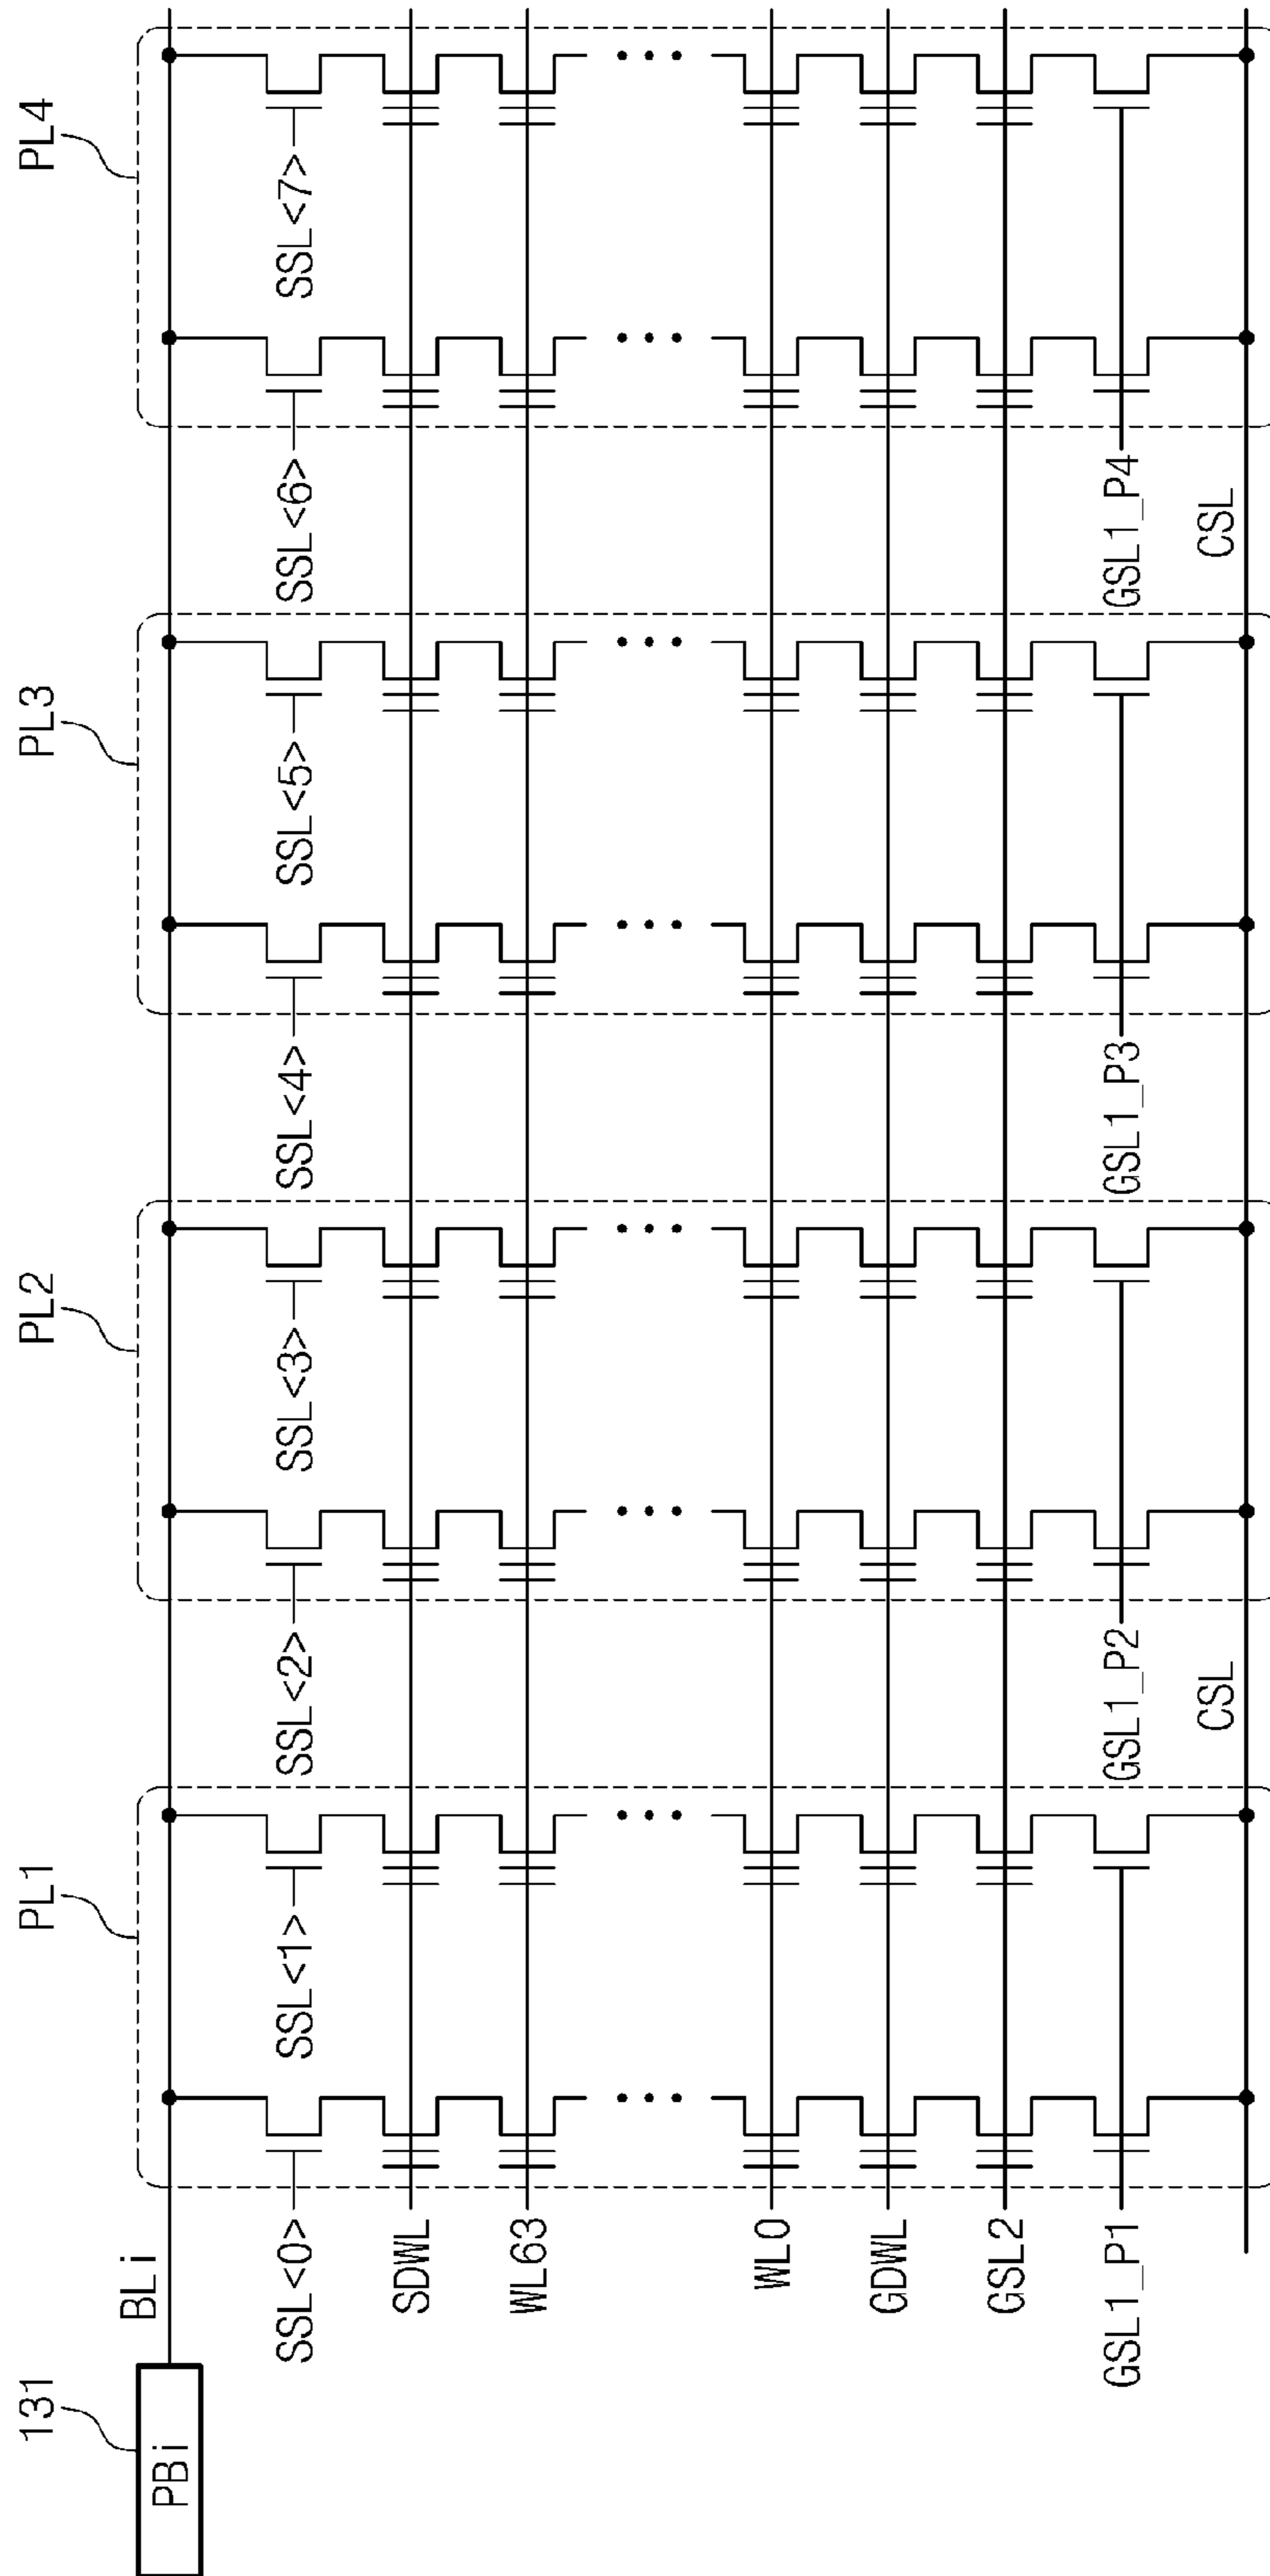 131
PBi
BLi
PL1
PL2
PL3
PL4
SSL<0>
SSL<1>
SSL<2>
SSL<3>
SSL<4>
SSL<5>
SSL<6>
SSL<7>
SDWL
WL63
WL0
GDWL
GSL2
GSL1_P1
GSL1_P2
GSL1_P3
GSL1_P4
CSL
CSL